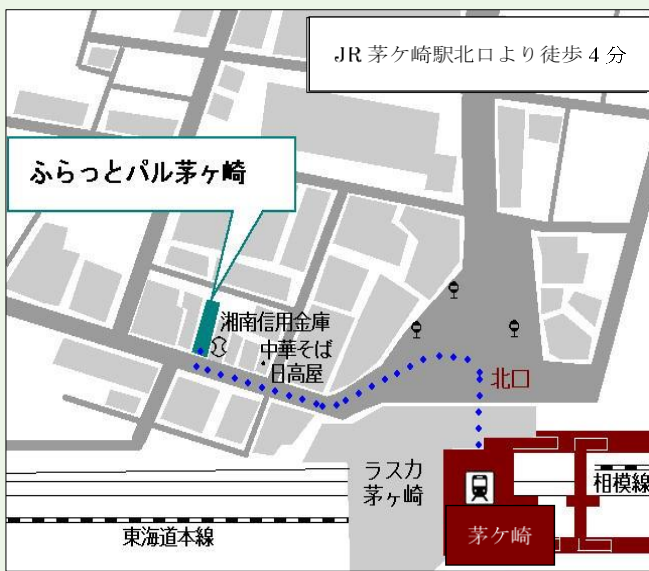 JR 茅ケ崎駅北口より徒歩 4 分
ふらっとパル茅ヶ崎
湘南信用金庫
中華そば
日高屋
北口
ラスカ
茅ヶ崎
相模線
茅ケ崎
東海道本線